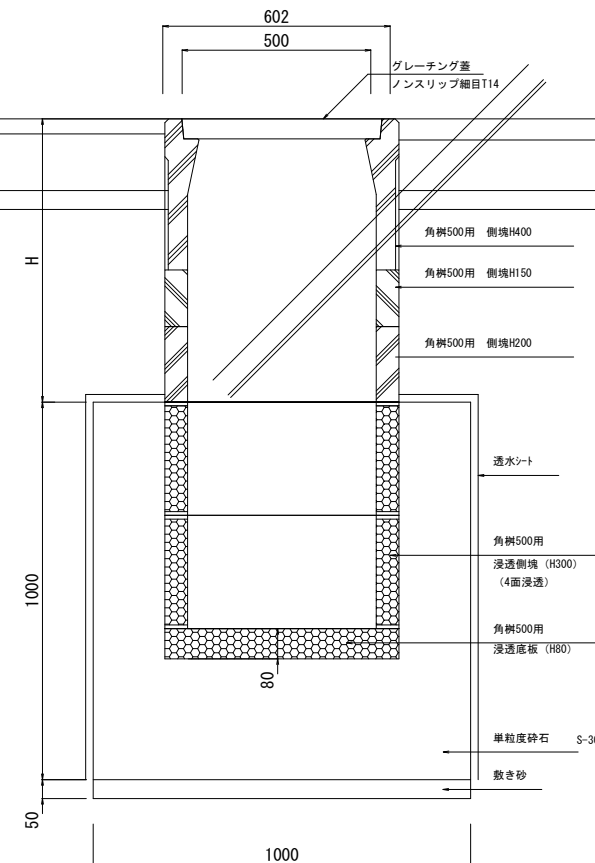 602
500
グレーチング蓋
ノンスリップ細目T14
H
角桝500用 側塊H400
角桝500用 側塊H150
角桝500用 側塊H200
透水シート
1000
角桝500用
浸透側塊（H300）
（4面浸透）
角桝500用
浸透底板（H80）
80
単粒度砕石 S-30
敷き砂
50
1000